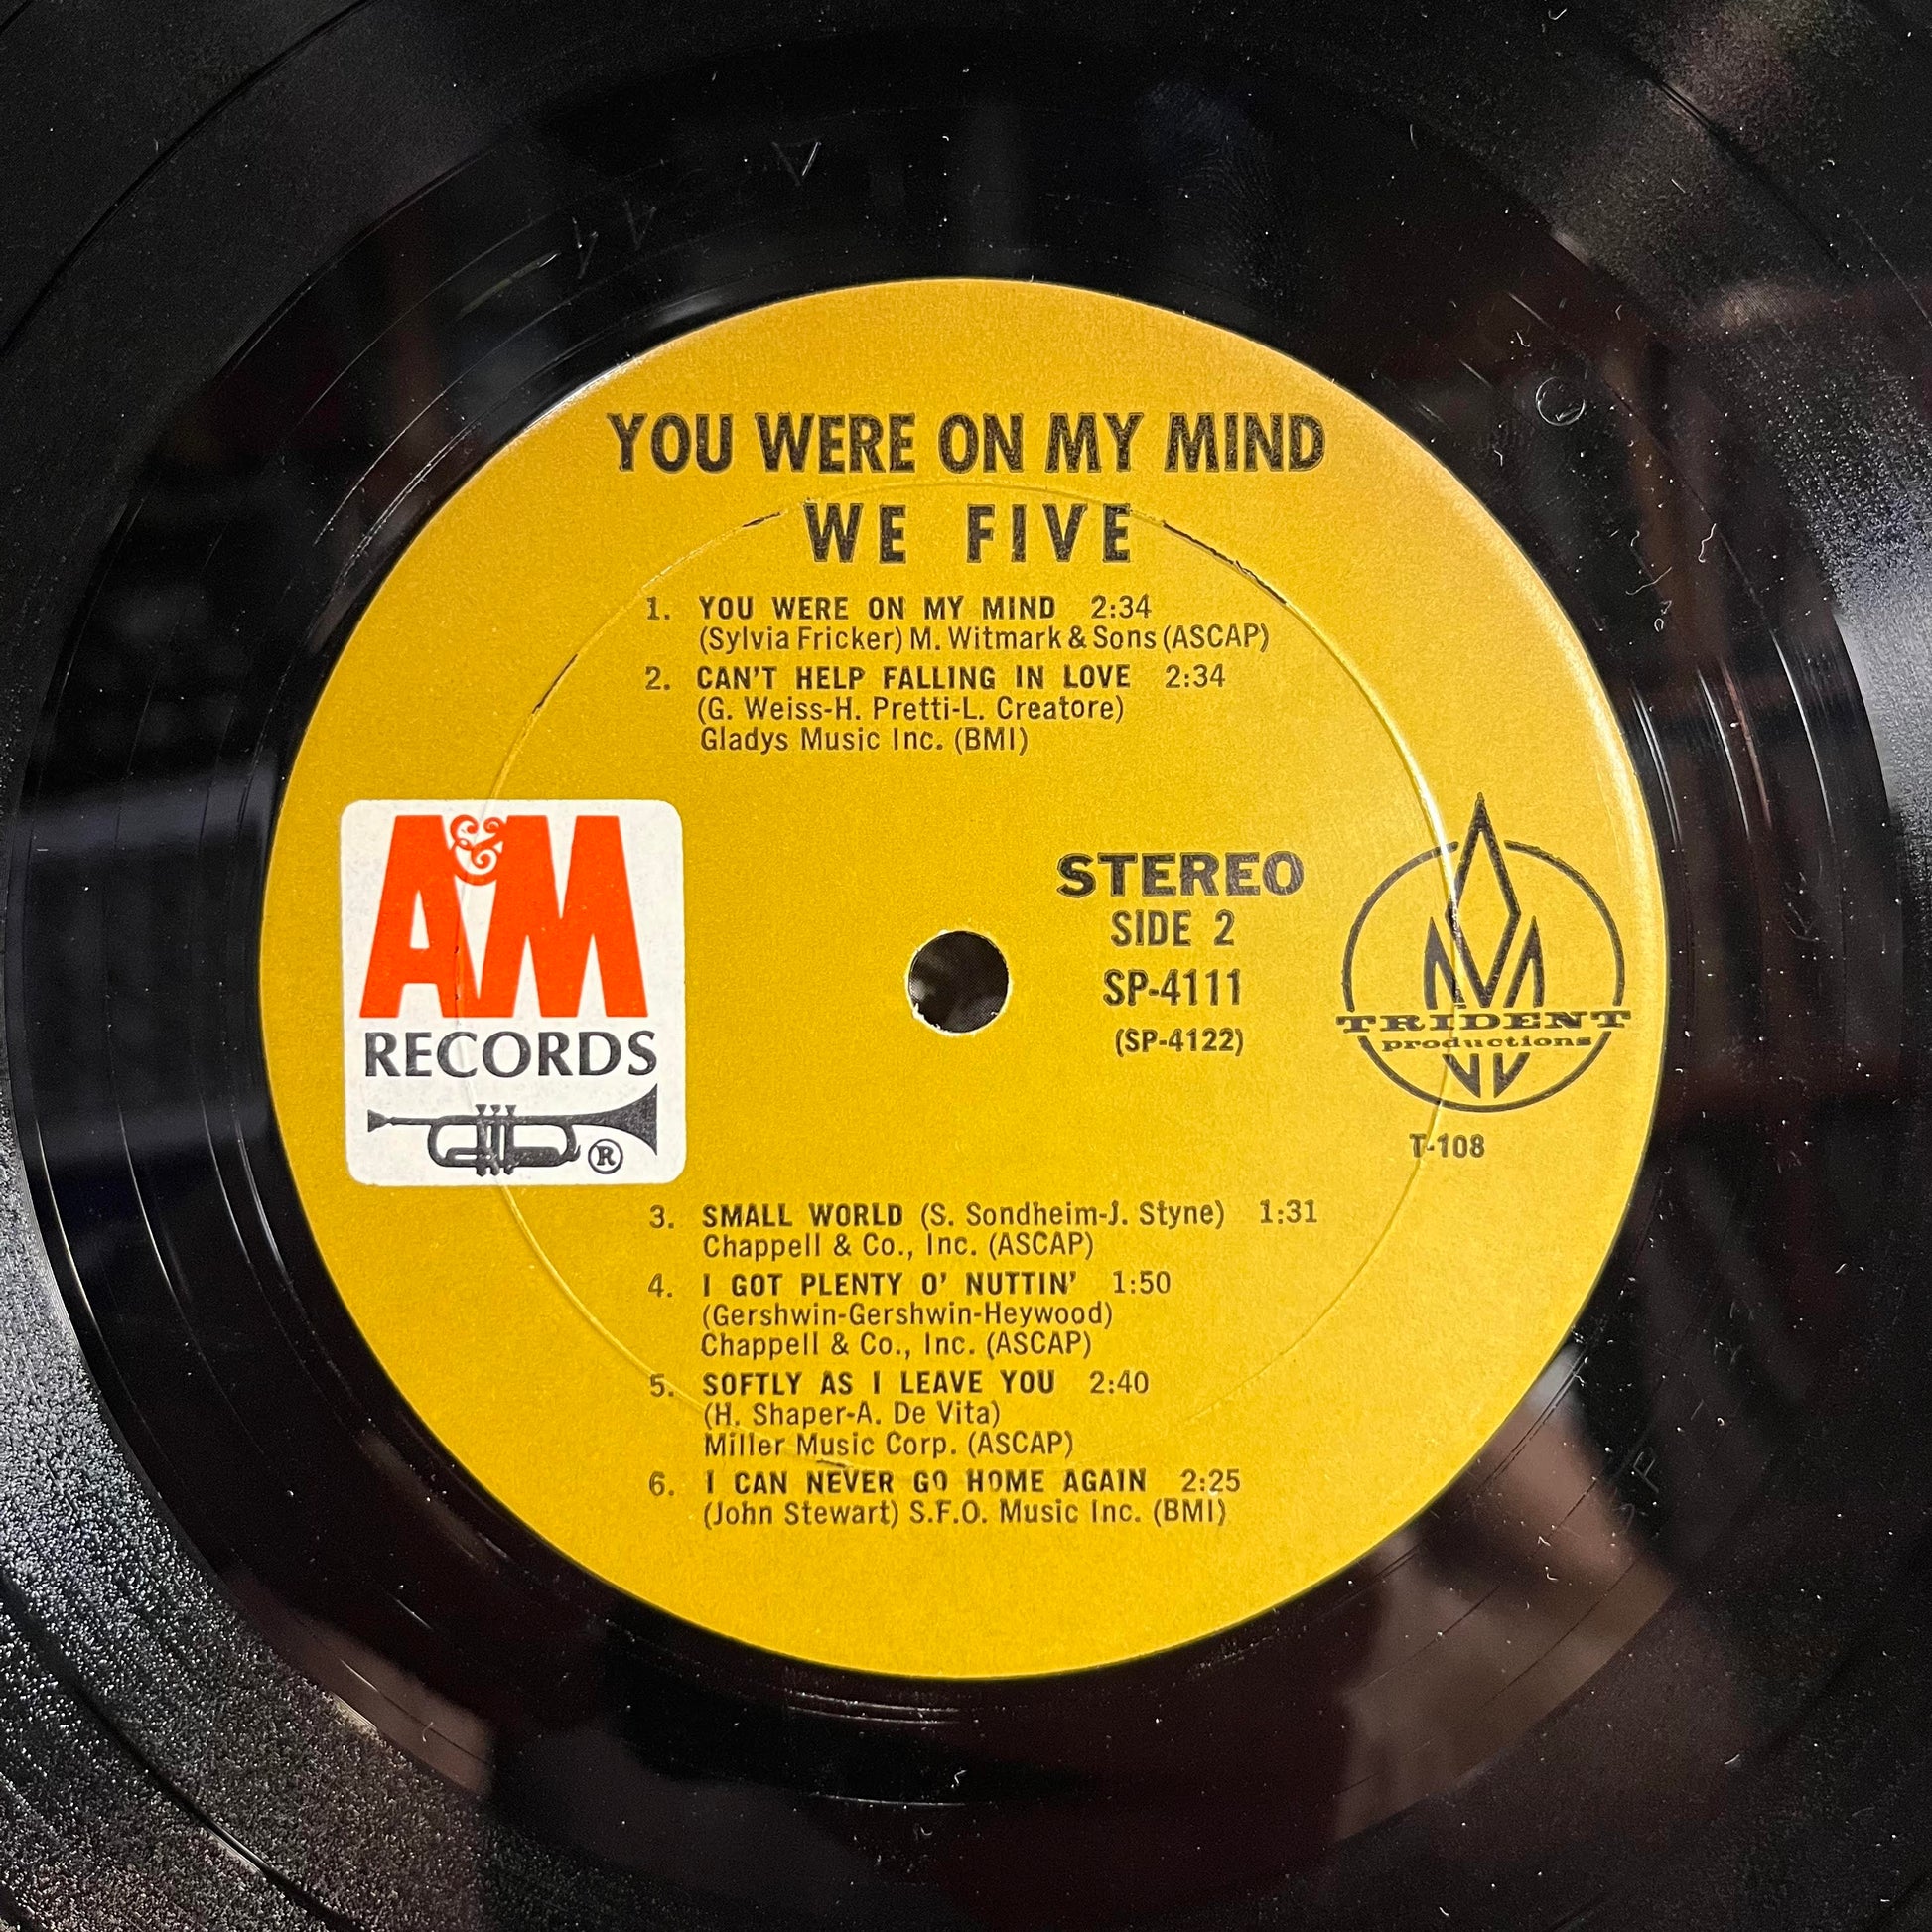 YOU WERE ON MY MIND
WE FIVE
1. YOU WERE ON MY MIND 2:34
(Sylvia Fricker) M. Witmark & Sons (ASCAP)
2. CAN'T HELP FALLING IN LOVE 2:34
(G. Weiss-H. Pretti-L. Creatore)
Gladys Music Inc. (BMI)
A&M
RECORDS
®
STEREO
SIDE 2
SP-4111
(SP-4122)
TRIDENT
productions
T-108
3. SMALL WORLD (S. Sondheim-J. Styne) 1:31
Chappell & Co., Inc. (ASCAP)
4. I GOT PLENTY O' NUTTIN' 1:50
(Gershwin-Gershwin-Heywood)
Chappell & Co., Inc. (ASCAP)
5. SOFTLY AS I LEAVE YOU 2:40
(H. Shaper-A. De Vita)
Miller Music Corp. (ASCAP)
6. I CAN NEVER GO HOME AGAIN 2:25
(John Stewart) S.F.O. Music Inc. (BMI)